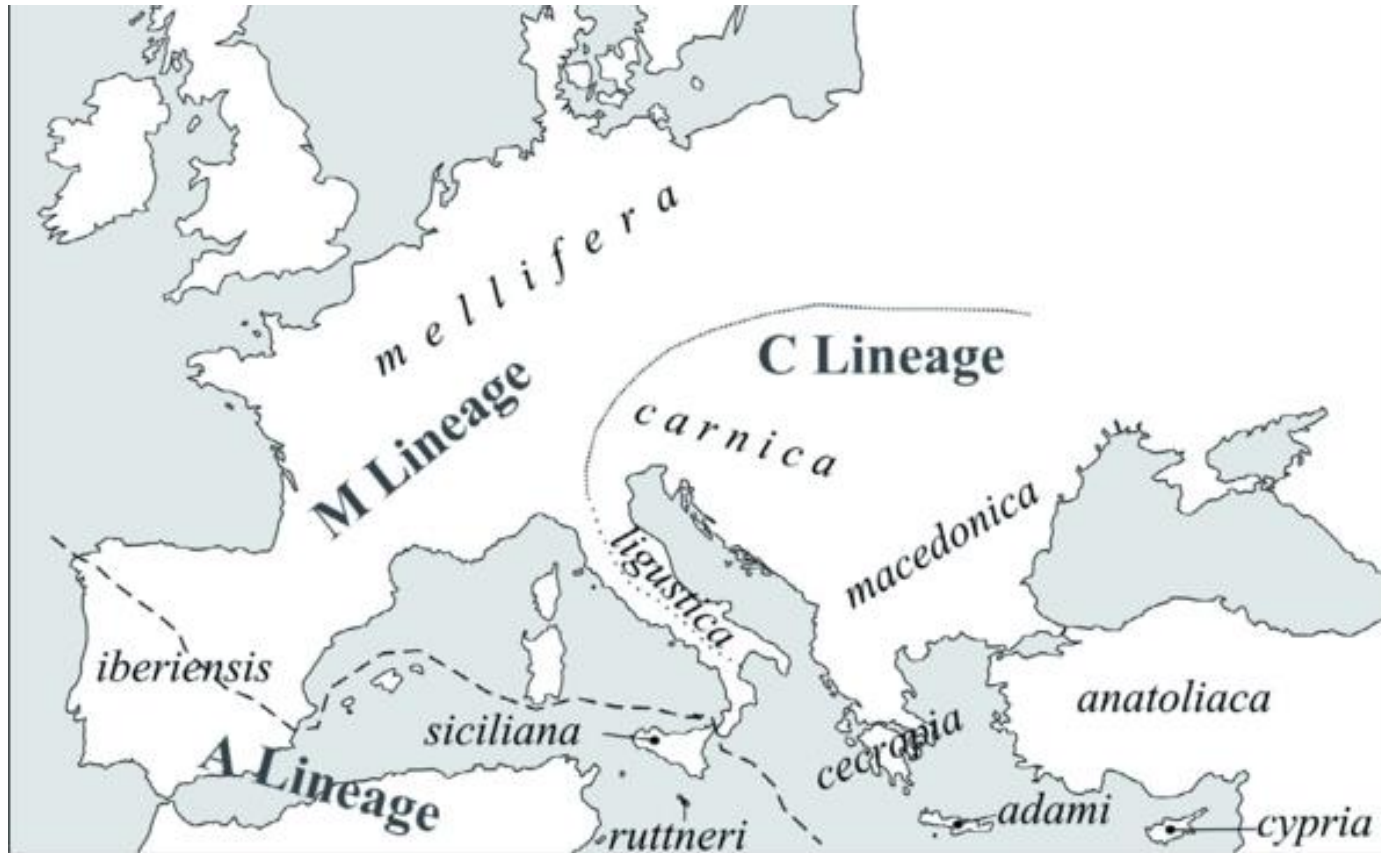 mellifera
C Lineage
carnica
M Lineage
macedonica
ligustica
iberiensis
anatoliaca
siciliana
cecropia
A Lineage
adami
cypria
ruttneri